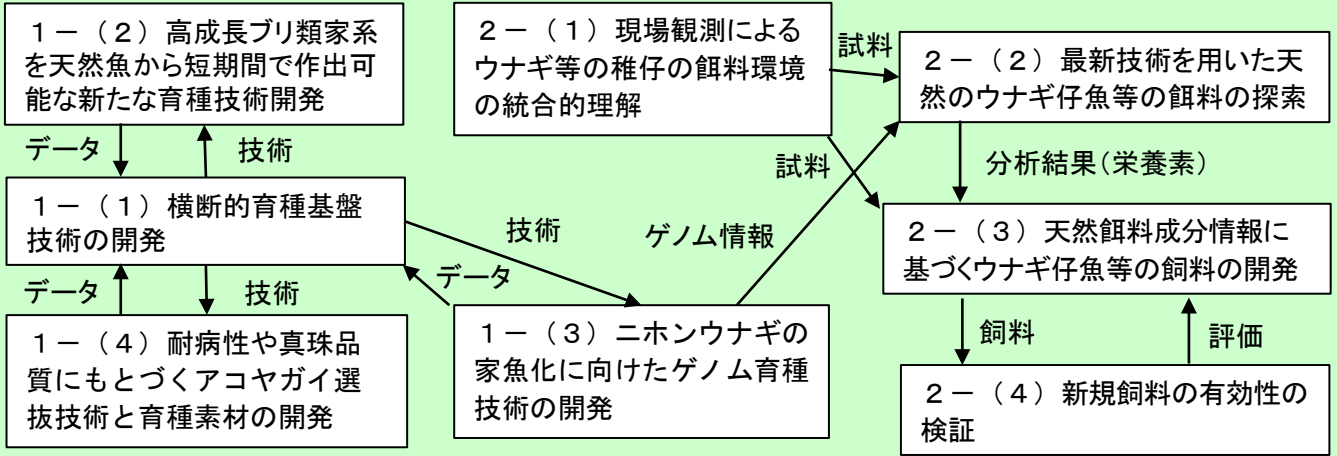 1－（2）高成長ブリ類家系
を天然魚から短期間で作出可
能な新たな育種技術開発
データ
技術
1－（1）横断的育種基盤
技術の開発
データ
技術
1－（4）耐病性や真珠品
質にもとづくアコヤガイ選
抜技術と育種素材の開発
2－（1）現場観測による
ウナギ等の稚仔の餌料環境
の統合的理解
試料
試料
技術
データ
ゲノム情報
1－（3）ニホンウナギの
家魚化に向けたゲノム育種
技術の開発
2－（2）最新技術を用いた天
然のウナギ仔魚等の餌料の探索
分析結果（栄養素）
2－（3）天然餌料成分情報に
基づくウナギ仔魚等の飼料の開発
飼料
評価
2－（4）新規飼料の有効性の
検証